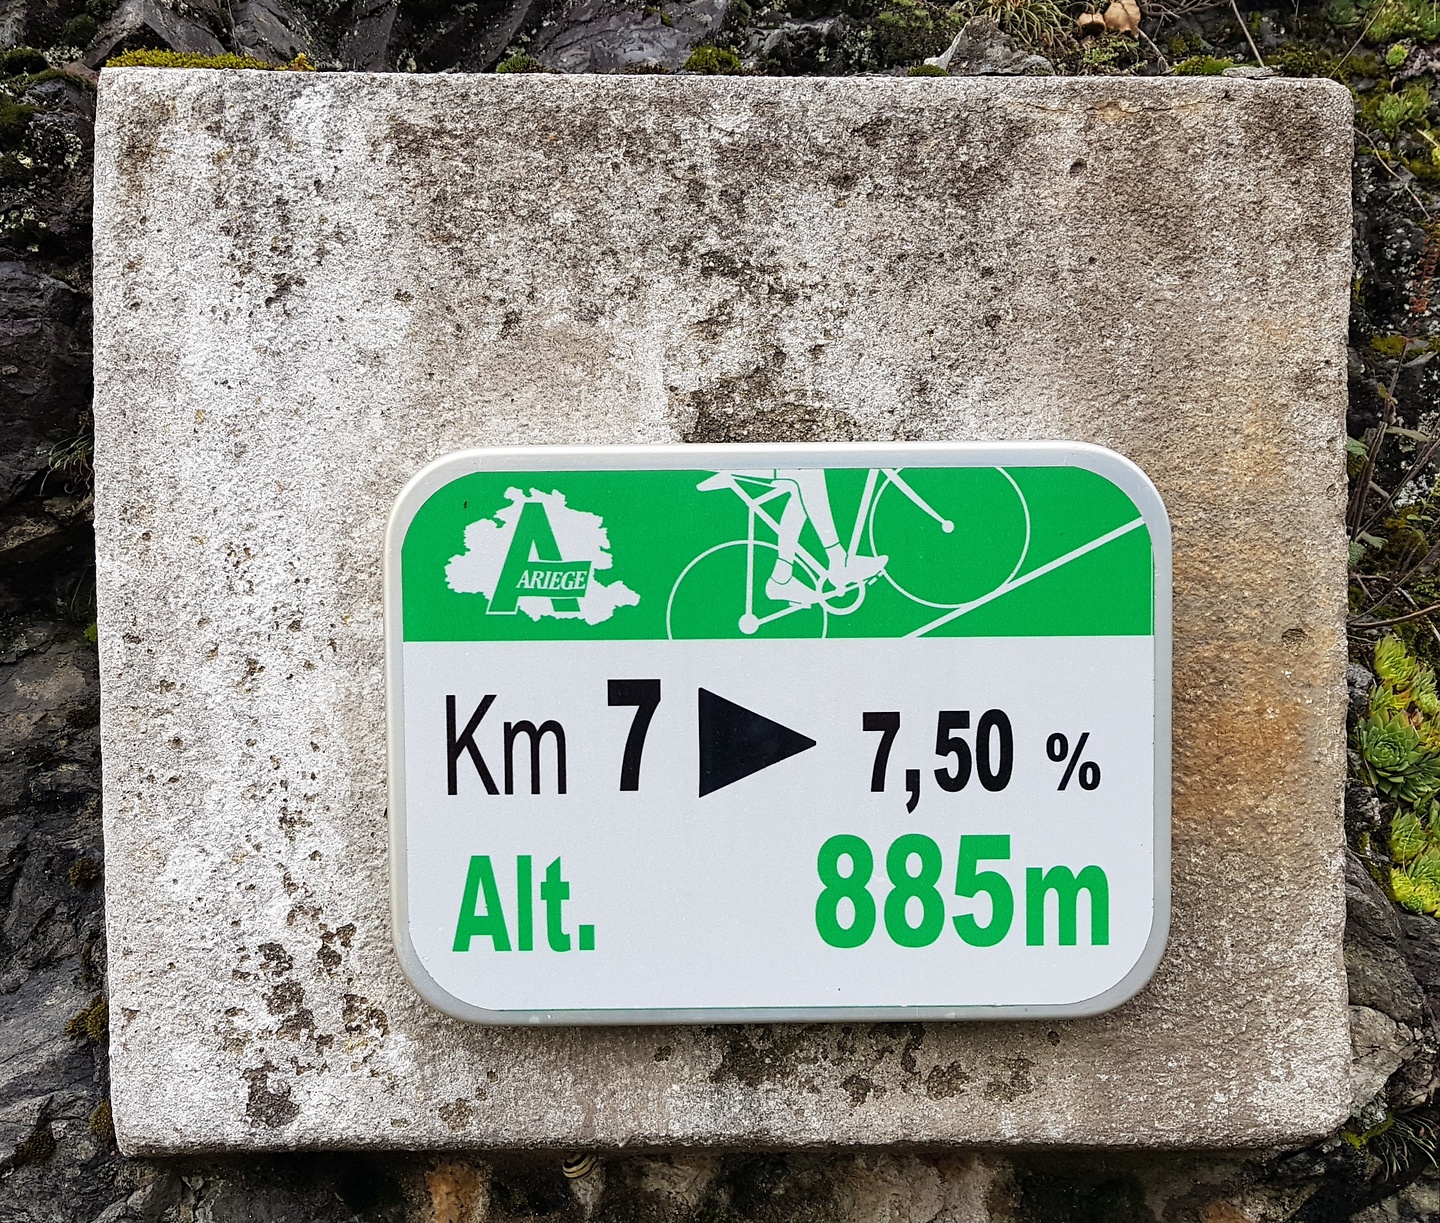 A
ARIEGE
Km 7 ▶ 7,50 %
Alt. 885m